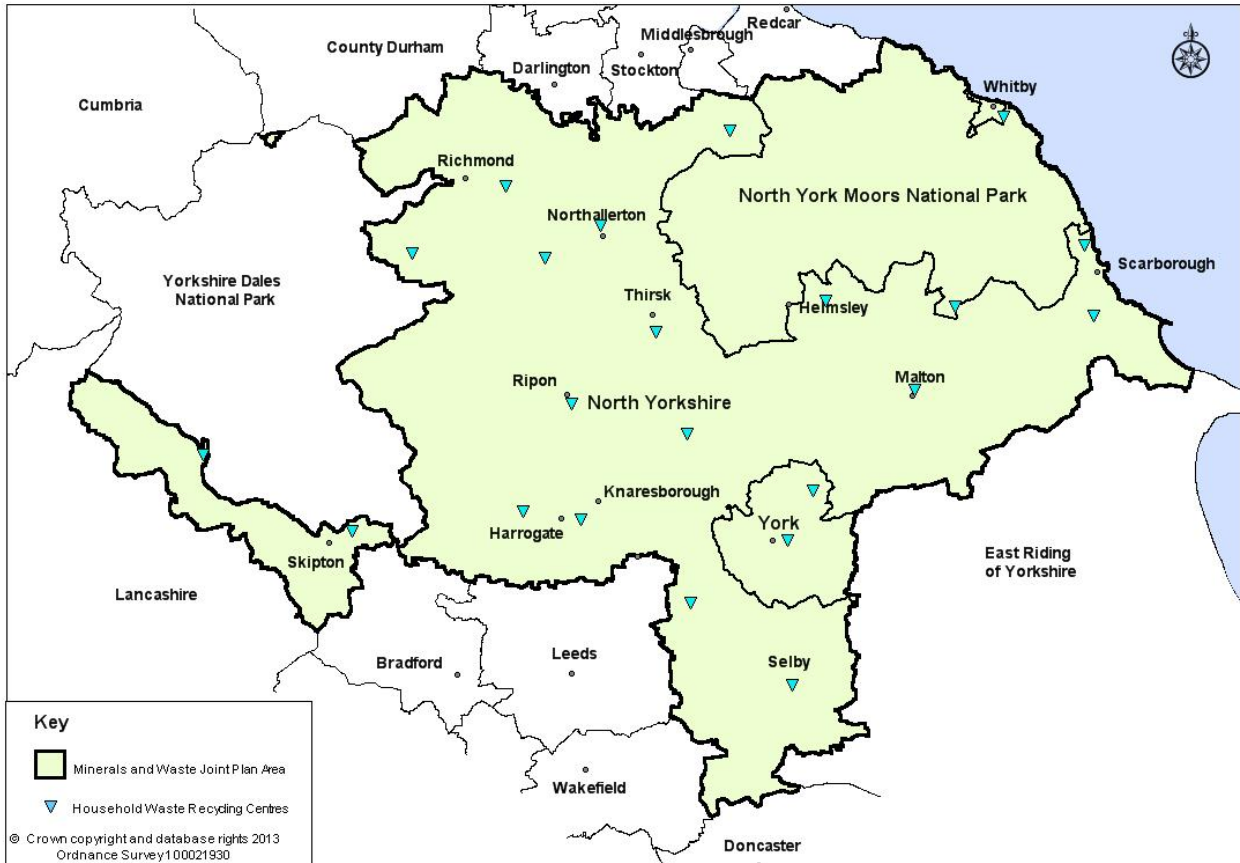 Redcar
Middlesbrough
County Durham
Darlington
Stockton
Cumbria
Whitby
Richmond
North York Moors National Park
Northallerton
Scarborough
Yorkshire Dales
National Park
Thirsk
Helmsley
Malton
Ripon
North Yorkshire
Knaresborough
Harrogate
York
East Riding
of Yorkshire
Skipton
Lancashire
Bradford
Leeds
Selby
Wakefield
Doncaster
Key
Minerals and Waste Joint Plan Area
Household Waste Recycling Centres
© Crown copyright and database rights 2013
Ordnance Survey100021930